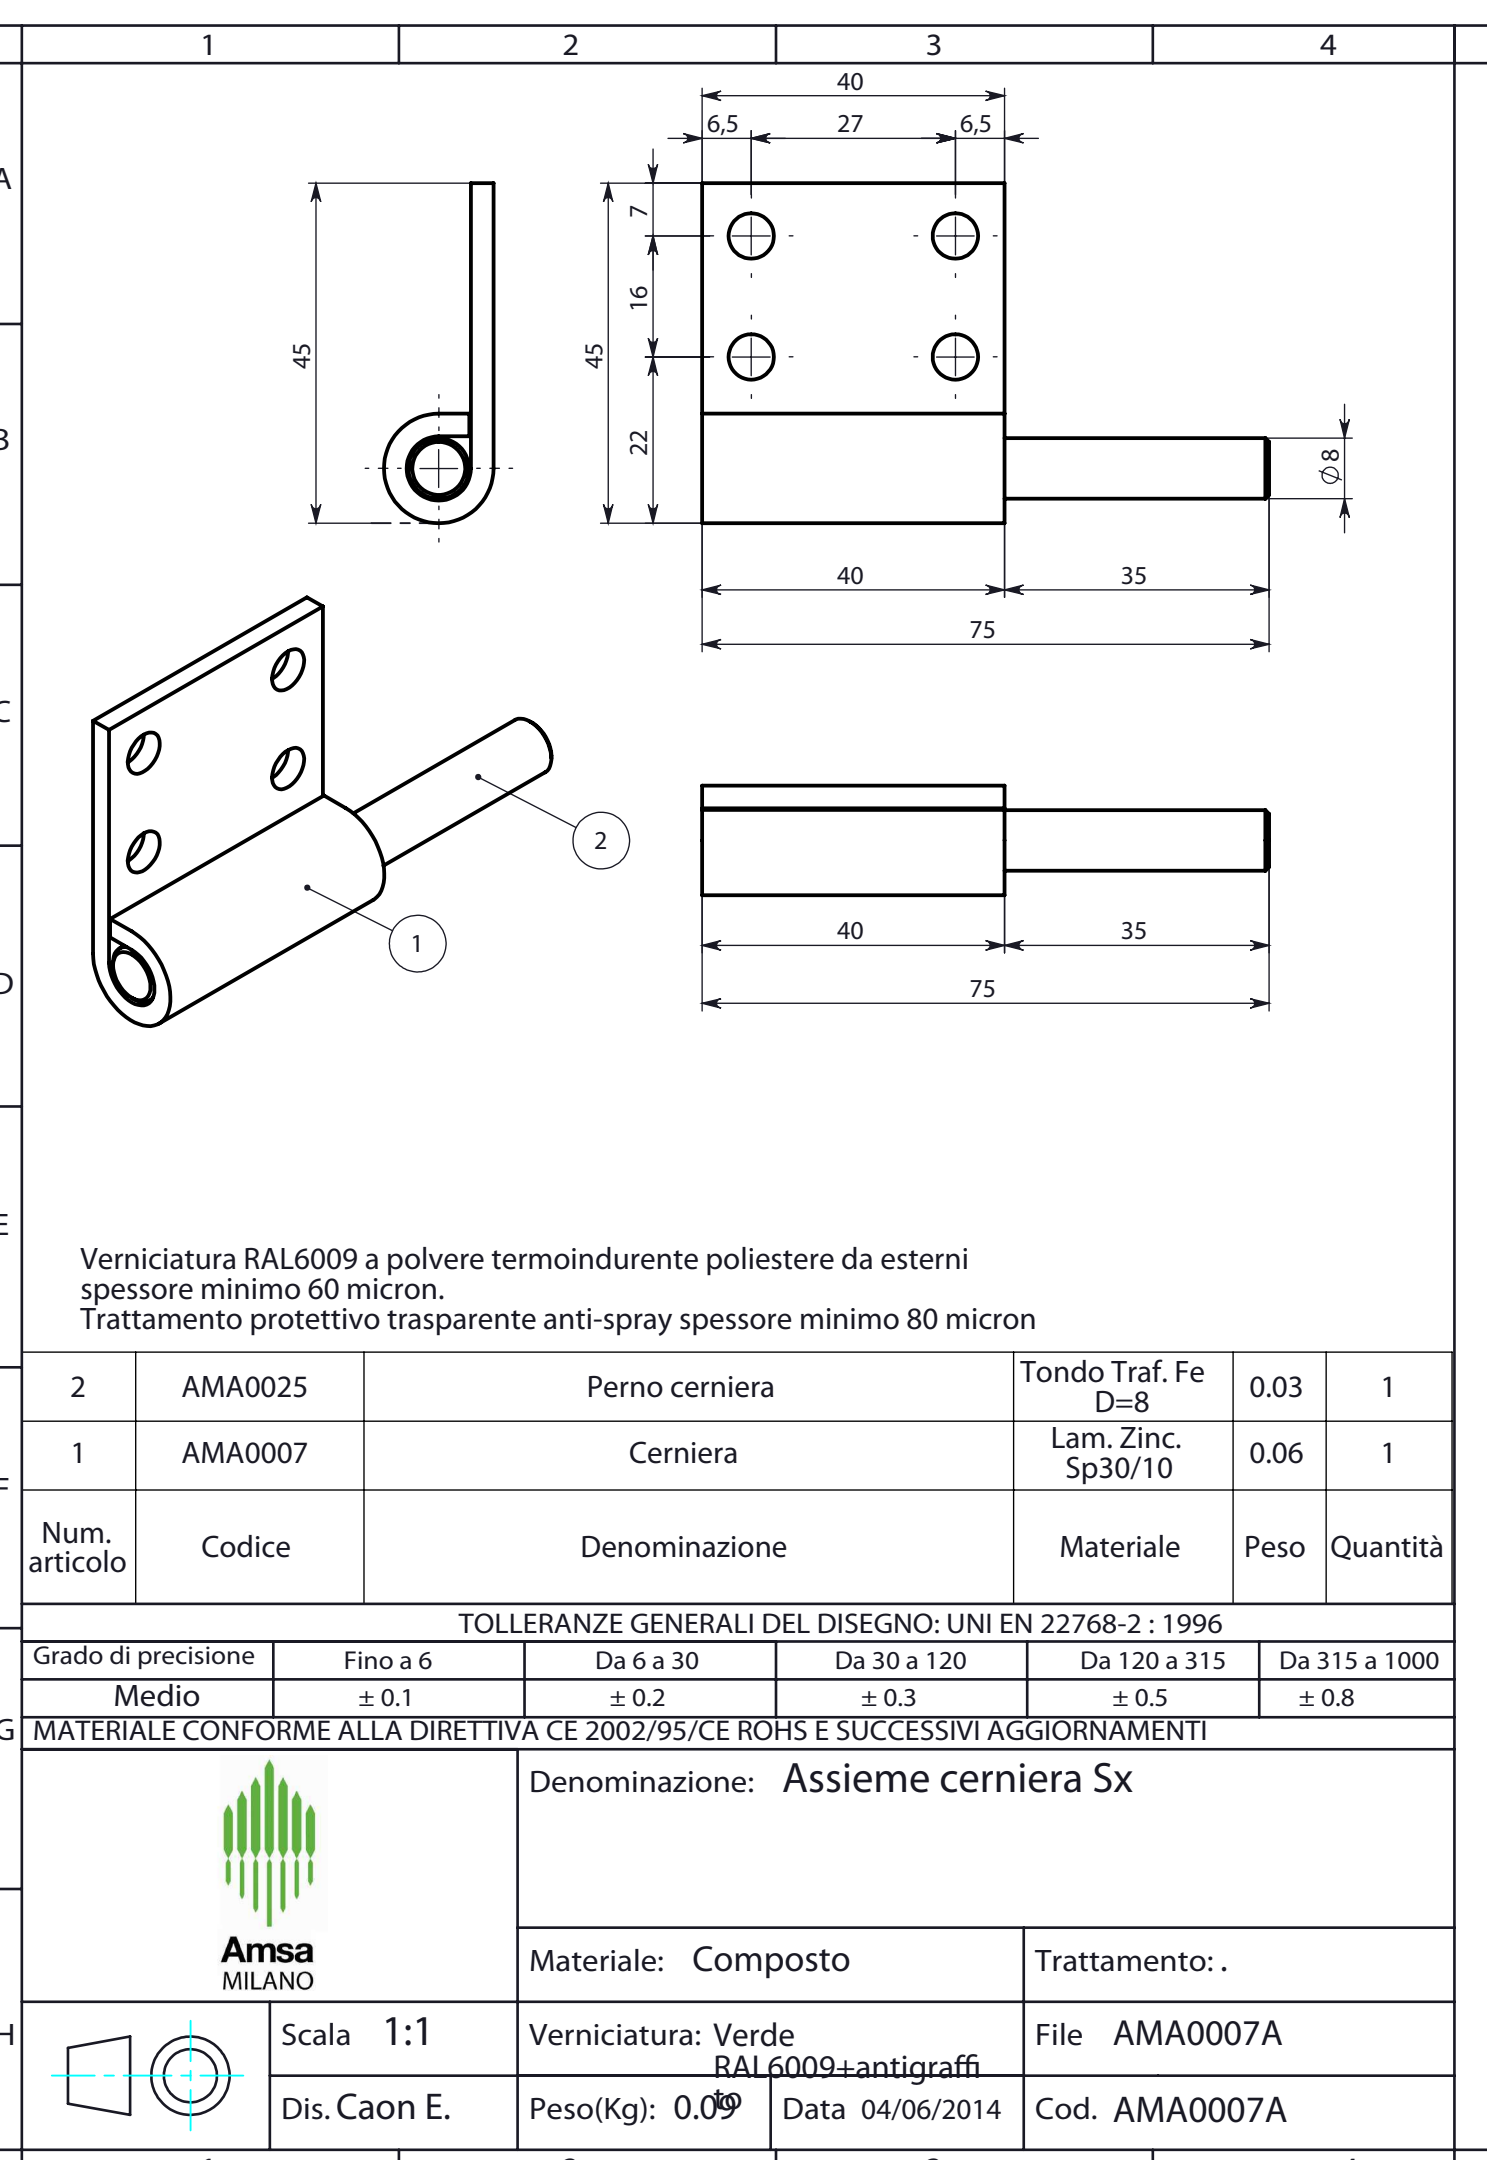 1 2 3 4
A
B
C
D
E
F
G
H
40
6,5 27 6,5
45
45
7
16
22
⌀8
40 35
75
2
1
40 35
75
Verniciatura RAL6009 a polvere termoindurente poliestere da esterni
spessore minimo 60 micron.
Trattamento protettivo trasparente anti-spray spessore minimo 80 micron
2 AMA0025 Perno cerniera Tondo Traf. Fe D=8 0.03 1
1 AMA0007 Cerniera Lam. Zinc. Sp30/10 0.06 1
Num. articolo Codice Denominazione Materiale Peso Quantità
TOLLERANZE GENERALI DEL DISEGNO: UNI EN 22768-2 : 1996
Grado di precisione Fino a 6 Da 6 a 30 Da 30 a 120 Da 120 a 315 Da 315 a 1000
Medio ± 0.1 ± 0.2 ± 0.3 ± 0.5 ± 0.8
MATERIALE CONFORME ALLA DIRETTIVA CE 2002/95/CE ROHS E SUCCESSIVI AGGIORNAMENTI
Amsa
MILANO
Denominazione: Assieme cerniera Sx
Materiale: Composto
Trattamento: .
Scala 1:1
Verniciatura: Verde
RAL6009+antigraffi
to
File AMA0007A
Dis. Caon E.
Peso(Kg): 0.09
Data 04/06/2014
Cod. AMA0007A